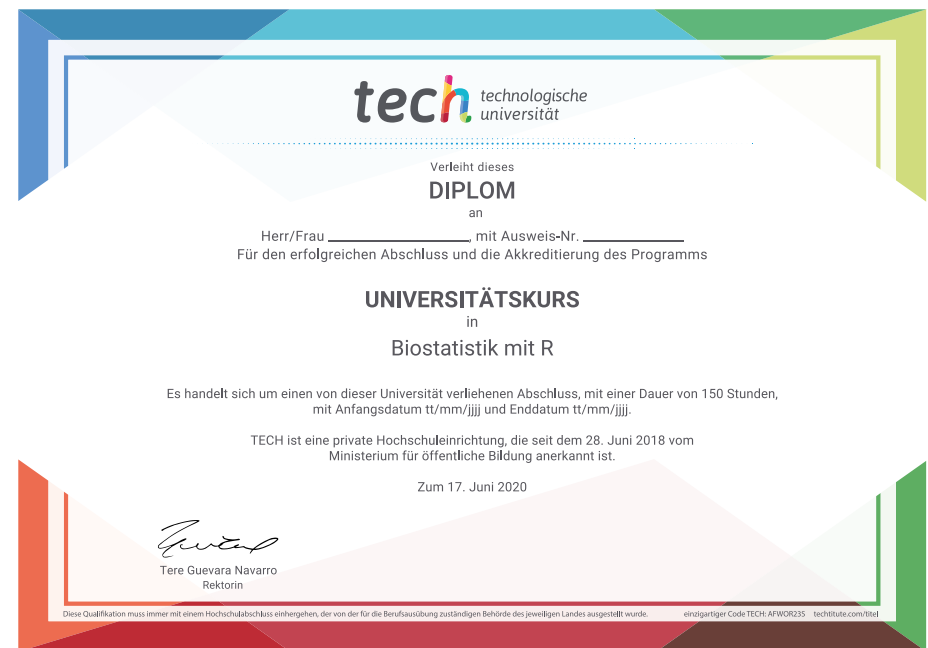 tech technologische
universität
Verleiht dieses
DIPLOM
an
Herr/Frau ____________________, mit Ausweis-Nr. ______________
Für den erfolgreichen Abschluss und die Akkreditierung des Programms
UNIVERSITÄTSKURS
in
Biostatistik mit R
Es handelt sich um einen von dieser Universität verliehenen Abschluss, mit einer Dauer von 150 Stunden,
mit Anfangsdatum tt/mm/jjjj und Enddatum tt/mm/jjjj.
TECH ist eine private Hochschuleinrichtung, die seit dem 28. Juni 2018 vom
Ministerium für öffentliche Bildung anerkannt ist.
Zum 17. Juni 2020
Tere Guevara Navarro
Rektorin
Diese Qualifikation muss immer mit einem Hochschulabschluss einhergehen, der von der für die Berufsausübung zuständigen Behörde des jeweiligen Landes ausgestellt wurde. einzigartiger Code TECH: AFWOR23S techtitute.com/titel